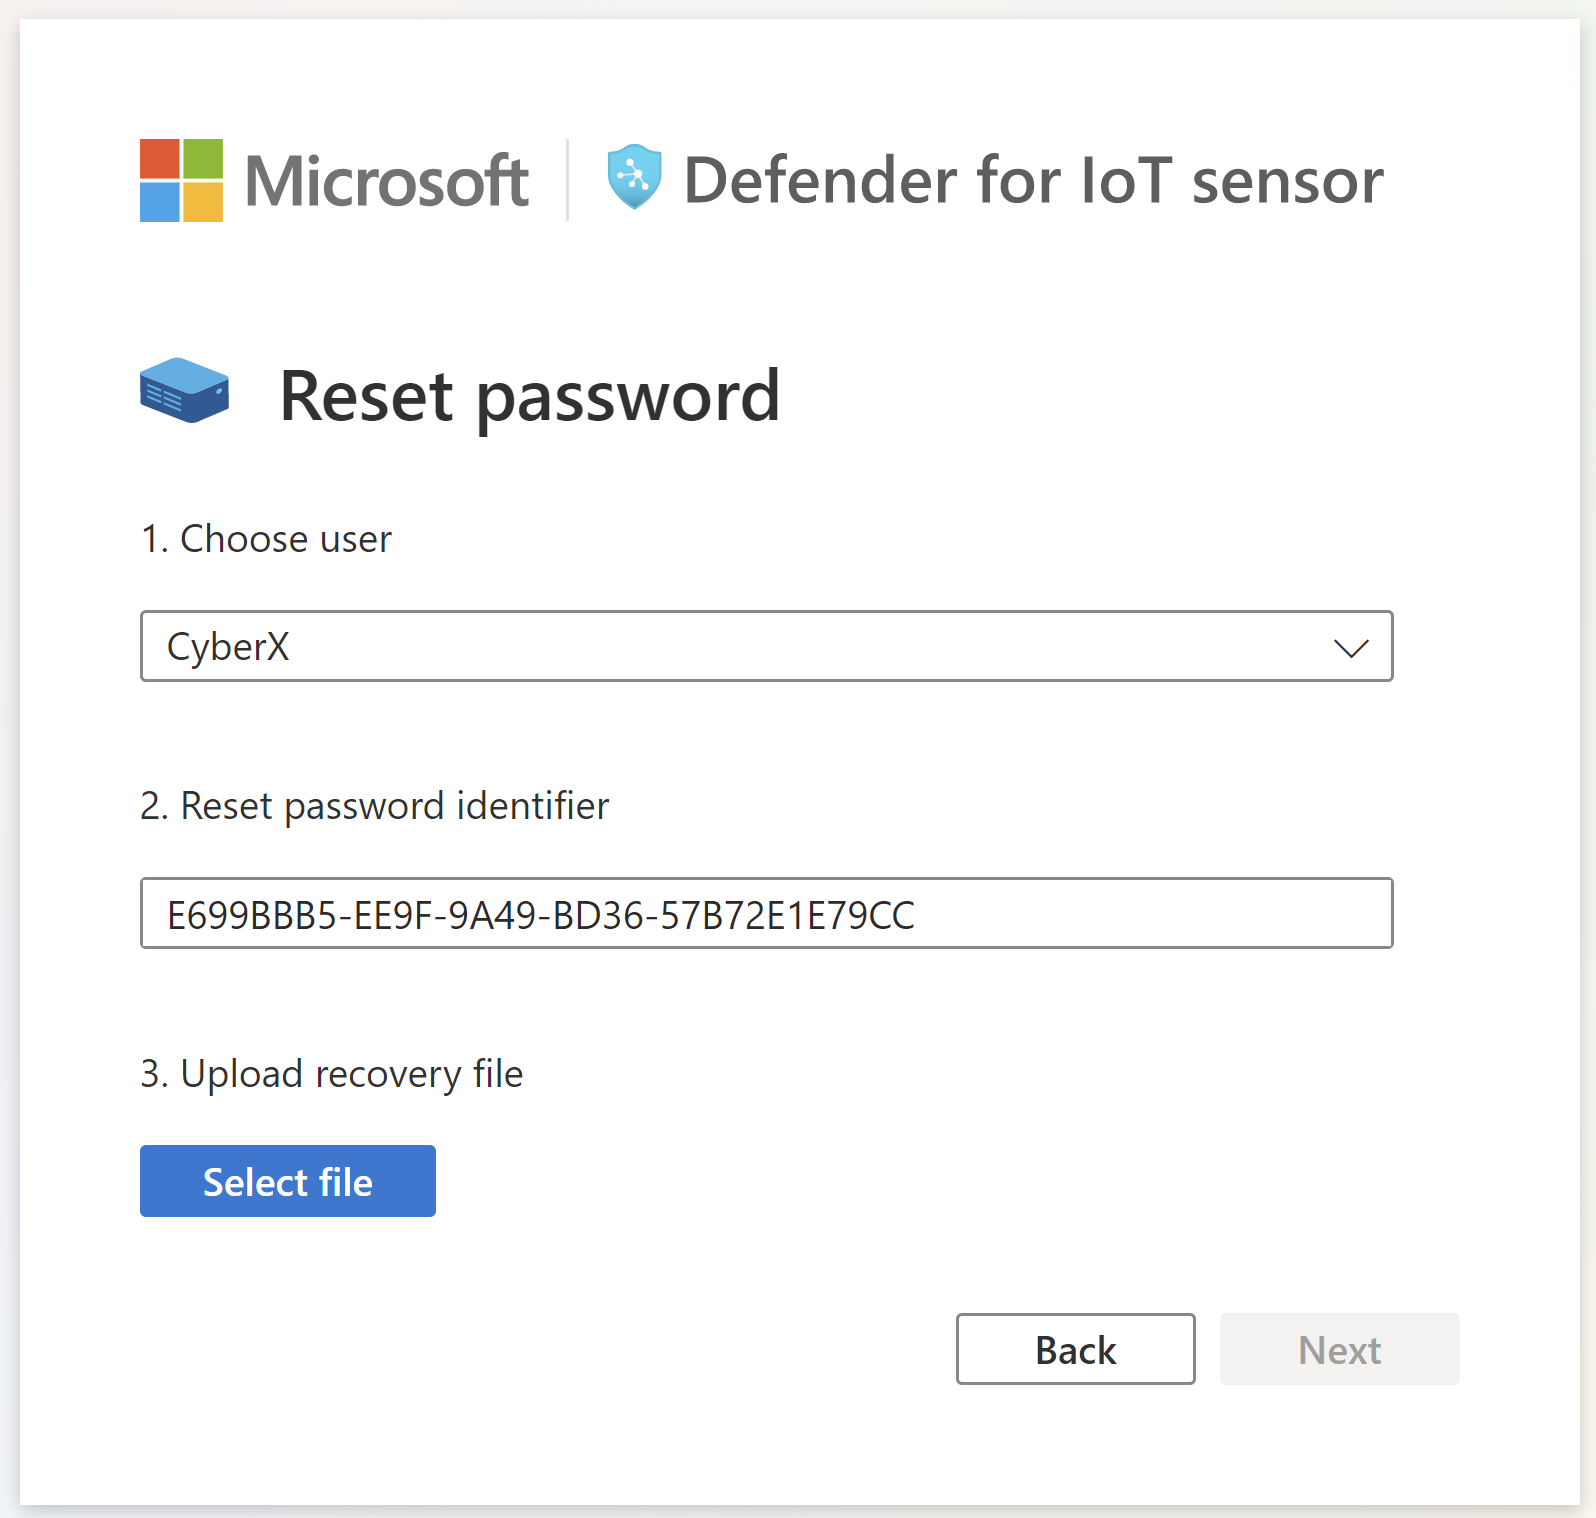 Microsoft Defender for IoT sensor
Reset password
1. Choose user
CyberX
2. Reset password identifier
E699BBB5-EE9F-9A49-BD36-57B72E1E79CC
3. Upload recovery file
Select file
Back Next